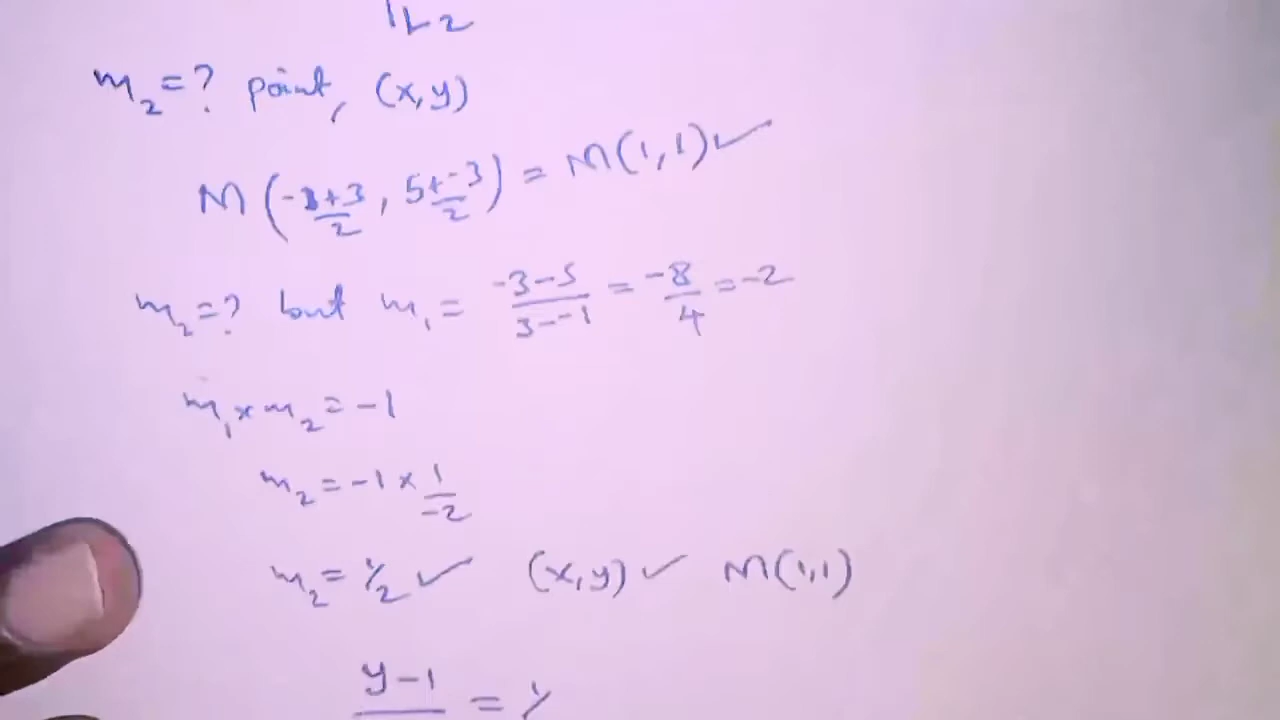 m₂ = ? point, (x,y)
M (-1+3/2, 5+-3/2) = M(1,1) ✓
m₂ = ? but m₁ = -3-5/3--1 = -8/4 = -2
m₁ × m₂ = -1
m₂ = -1 × 1/-2
m₂ = 1/2 ✓ (x,y) ✓ M(1,1)
y-1 =